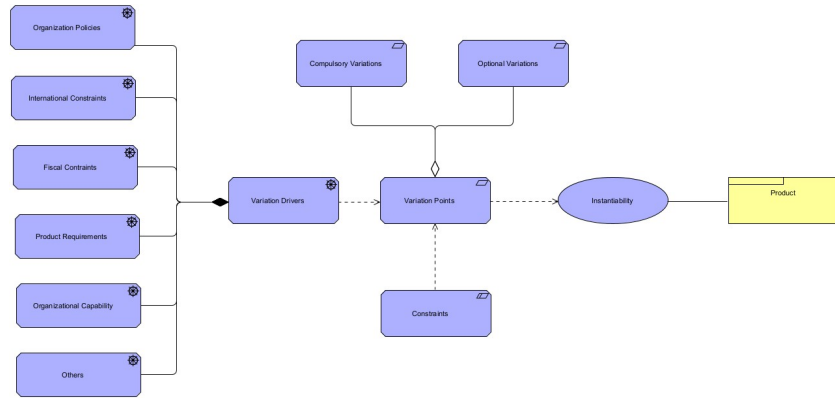 Organization Policies
International Constraints
Fiscal Contraints
Product Requirements
Organizational Capability
Others
Variation Drivers
Compulsory Variations
Optional Variations
Variation Points
Constraints
Instantiability
Product